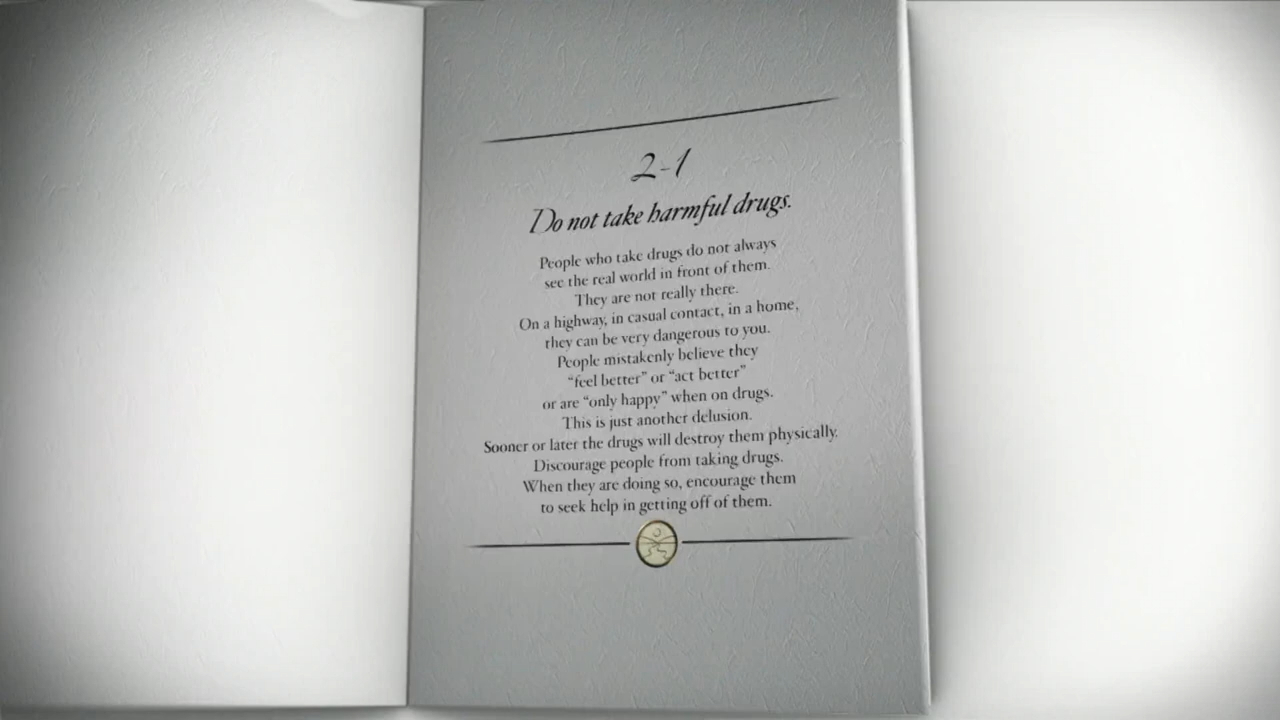 2-1
Do not take harmful drugs.
People who take drugs do not always
see the real world in front of them.
They are not really there.
On a highway, in casual contact, in a home,
they can be very dangerous to you.
People mistakenly believe they
“feel better” or “act better”
or are “only happy” when on drugs.
This is just another delusion.
Sooner or later the drugs will destroy them physically.
Discourage people from taking drugs.
When they are doing so, encourage them
to seek help in getting off of them.